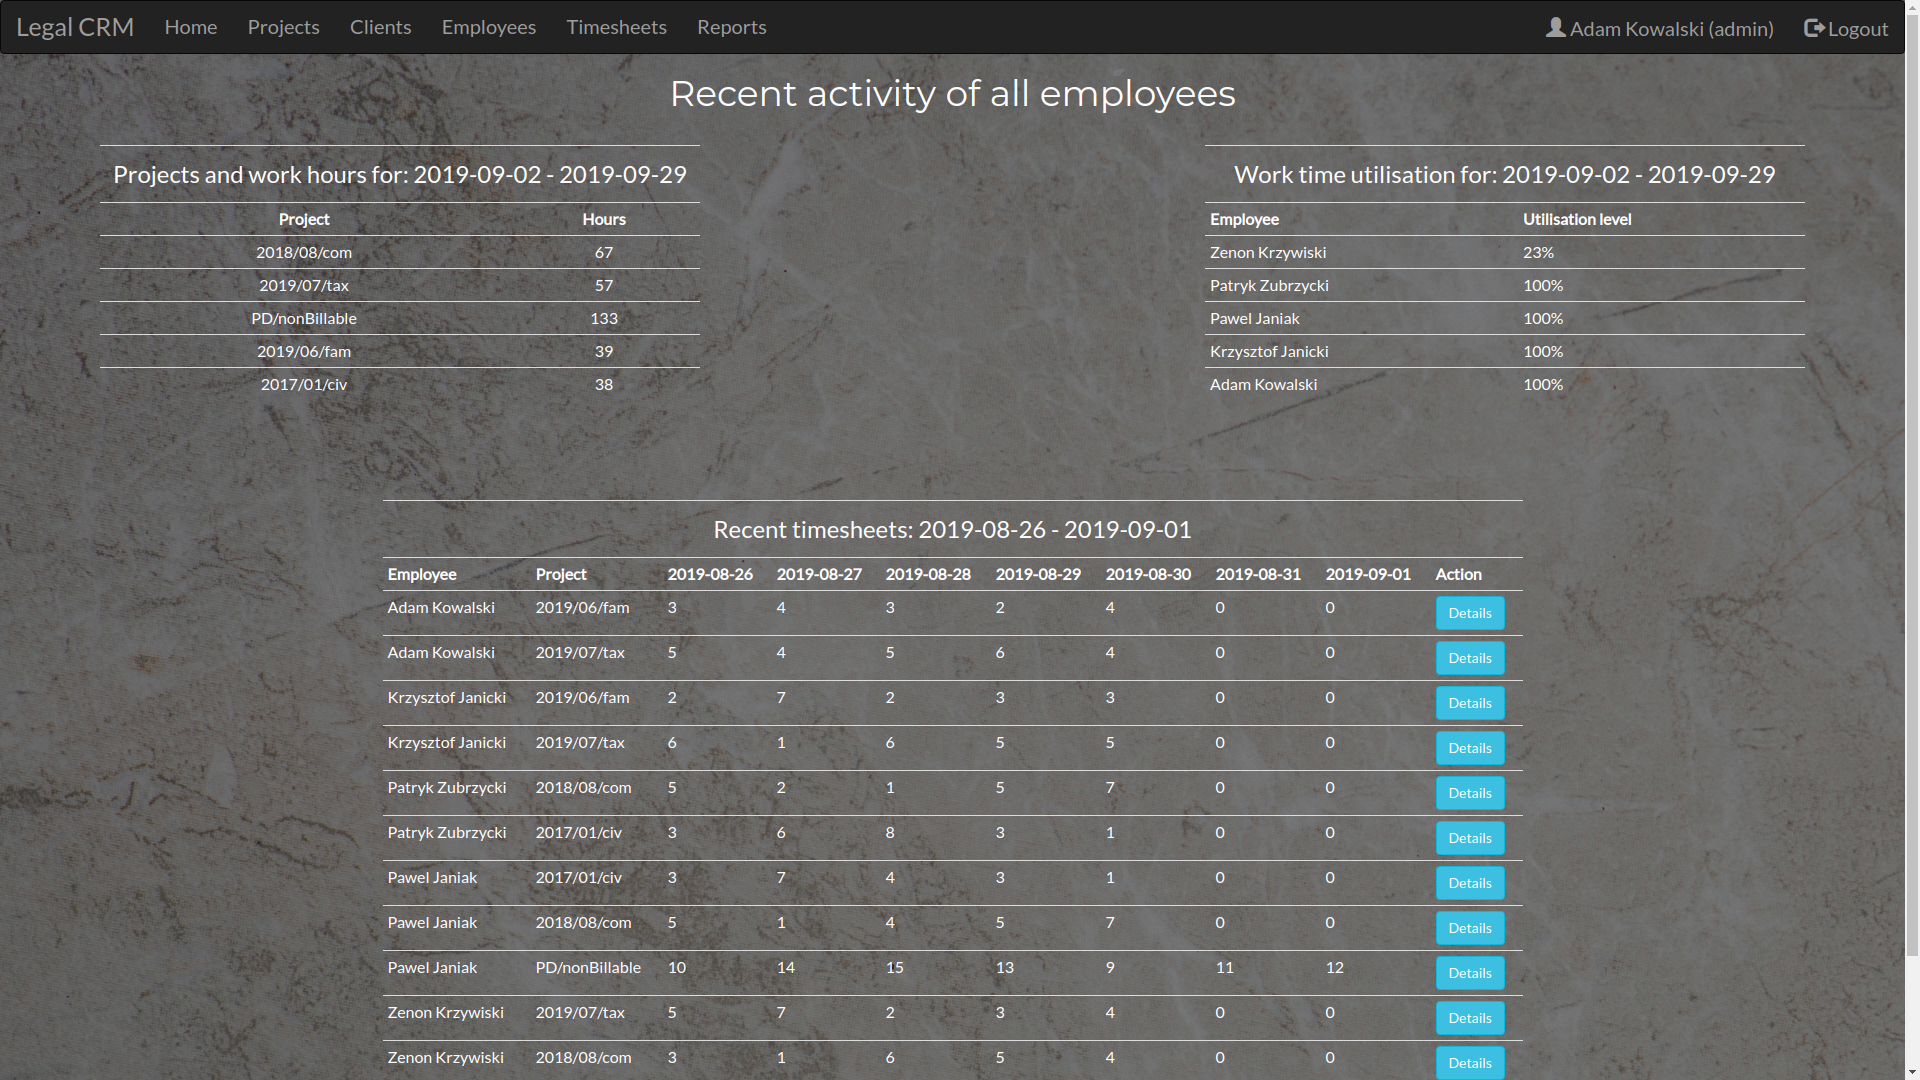 Legal CRM Home Projects Clients Employees Timesheets Reports Adam Kowalski (admin) Logout
Recent activity of all employees
Projects and work hours for: 2019-09-02 - 2019-09-29
Project Hours
2018/08/com 67
2019/07/tax 57
PD/nonBillable 133
2019/06/fam 39
2017/01/civ 38
Work time utilisation for: 2019-09-02 - 2019-09-29
Employee Utilisation level
Zenon Krzywiski 23%
Patryk Zubrzycki 100%
Pawel Janiak 100%
Krzysztof Janicki 100%
Adam Kowalski 100%
Recent timesheets: 2019-08-26 - 2019-09-01
Employee Project 2019-08-26 2019-08-27 2019-08-28 2019-08-29 2019-08-30 2019-08-31 2019-09-01 Action
Adam Kowalski 2019/06/fam 3 4 3 2 4 0 0 Details
Adam Kowalski 2019/07/tax 5 4 5 6 4 0 0 Details
Krzysztof Janicki 2019/06/fam 2 7 2 3 3 0 0 Details
Krzysztof Janicki 2019/07/tax 6 1 6 5 5 0 0 Details
Patryk Zubrzycki 2018/08/com 5 2 1 5 7 0 0 Details
Patryk Zubrzycki 2017/01/civ 3 6 8 3 1 0 0 Details
Pawel Janiak 2017/01/civ 3 7 4 3 1 0 0 Details
Pawel Janiak 2018/08/com 5 1 4 5 7 0 0 Details
Pawel Janiak PD/nonBillable 10 14 15 13 9 11 12 Details
Zenon Krzywiski 2019/07/tax 5 7 2 3 4 0 0 Details
Zenon Krzywiski 2018/08/com 3 1 6 5 4 0 0 Details